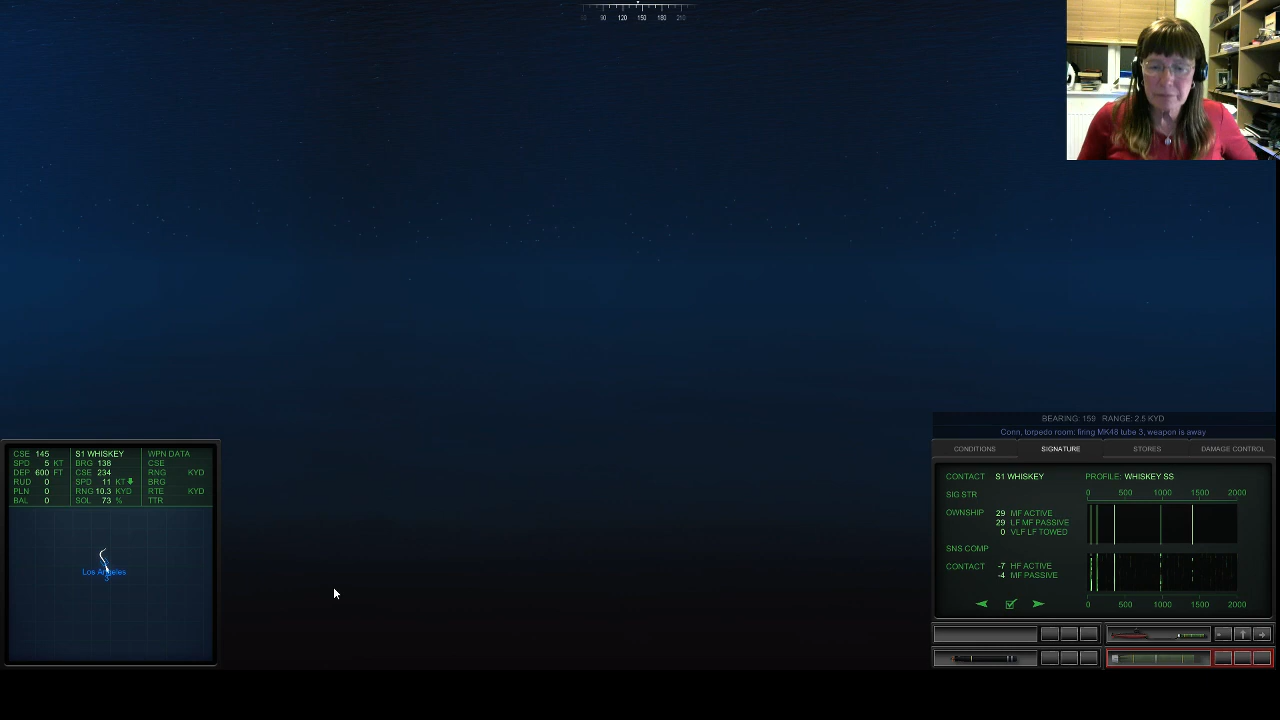 60 90 120 150 180 210
BEARING: 159 RANGE: 2.5 KYD
Conn, torpedo room: firing MK48 tube 3, weapon is away
CSE 145 S1 WHISKEY WPN DATA
SPD 5 KT BRG 138 CSE
DEP 600 FT CSE 234 RNG KYD
RUD 0 SPD 11 KT BRG
PLN 0 RNG 10.3 KYD RTE KYD
BAL 0 SOL 73 % TTR
Los Angeles
CONDITIONS SIGNATURE STORES DAMAGE CONTROL
CONTACT S1 WHISKEY PROFILE: WHISKEY SS
SIG STR 0 500 1000 1500 2000
OWNSHIP 29 MF ACTIVE
29 LF MF PASSIVE
0 VLF LF TOWED
SNS COMP
CONTACT -7 HF ACTIVE
-4 MF PASSIVE
0 500 1000 1500 2000